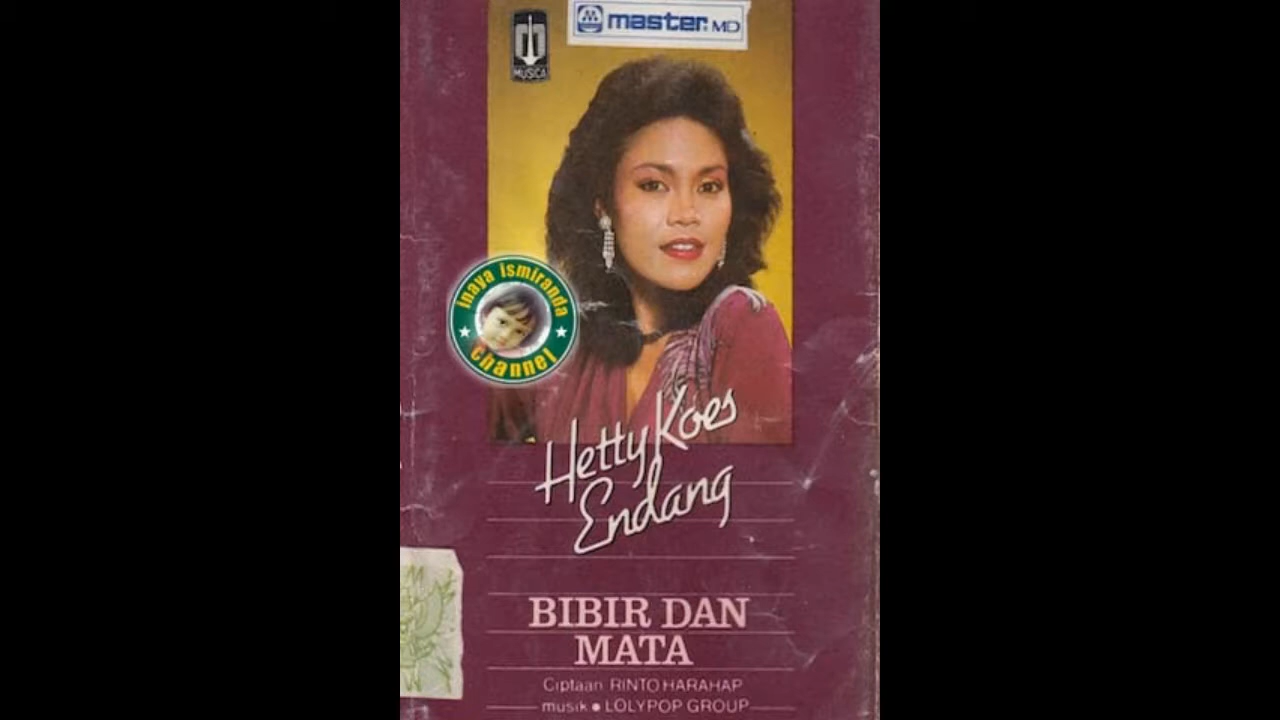 master.MD
MUSICA
inaya ismiranda
channel
Hetty Koes
Endang
BIBIR DAN
MATA
Ciptaan RINTO HARAHAP
musik ● LOLYPOP GROUP